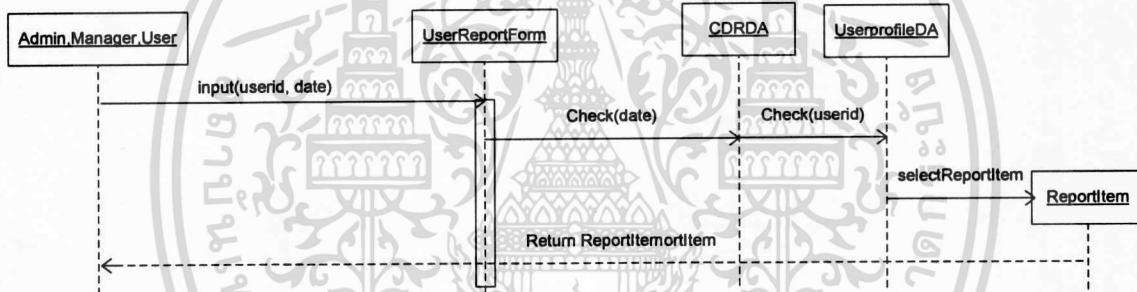 Admin,Manager,User
UserReportForm
CDRDA
UserprofileDA
input(userid, date)
Check(date)
Check(userid)
selectReportItem
ReportItem
Return ReportItemortItem